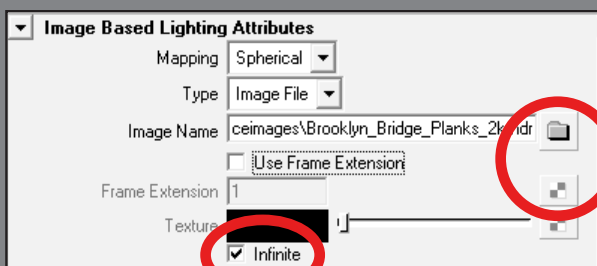 Image Based Lighting Attributes
Mapping Spherical
Type Image File
Image Name ceimages\Brooklyn_Bridge_Planks_2k
Use Frame Extension
Frame Extension 1
Texture
Infinite